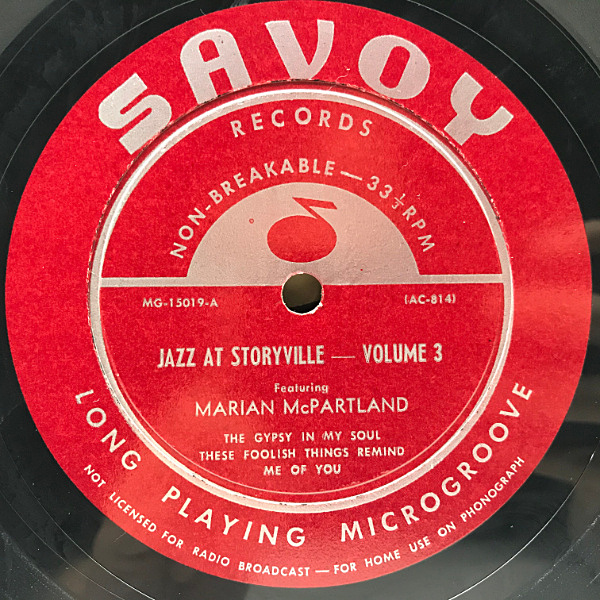 SAVOY
RECORDS
NON-BREAKABLE — 33⅓ RPM
MG-15019-A (AC-814)
JAZZ AT STORYVILLE — VOLUME 3
Featuring
MARIAN McPARTLAND
THE GYPSY IN MY SOUL
THESE FOOLISH THINGS REMIND
ME OF YOU
LONG PLAYING MICROGROOVE
NOT LICENSED FOR RADIO BROADCAST — FOR HOME USE ON PHONOGRAPH